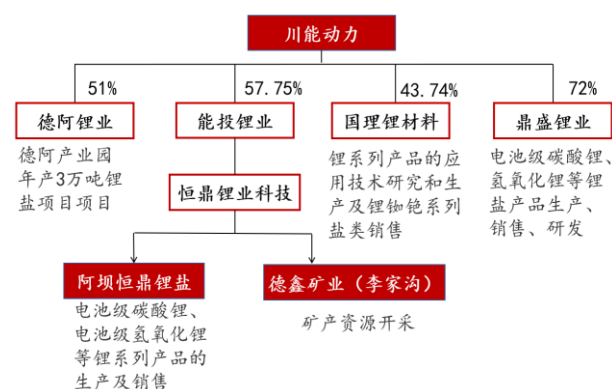 川能动力
51%
57.75%
43.74%
72%
德阿锂业
能投锂业
国理锂材料
鼎盛锂业
德阿产业园
年产3万吨锂
盐项目项目
锂系列产品的应
用技术研究和生
产及锂铷铯系列
盐类销售
电池级碳酸锂、
氢氧化锂等锂
盐产品生产、
销售、研发
恒鼎锂业科技
阿坝恒鼎锂盐
德鑫矿业（李家沟）
电池级碳酸锂、
电池级氢氧化锂
等锂系列产品的
生产及销售
矿产资源开采